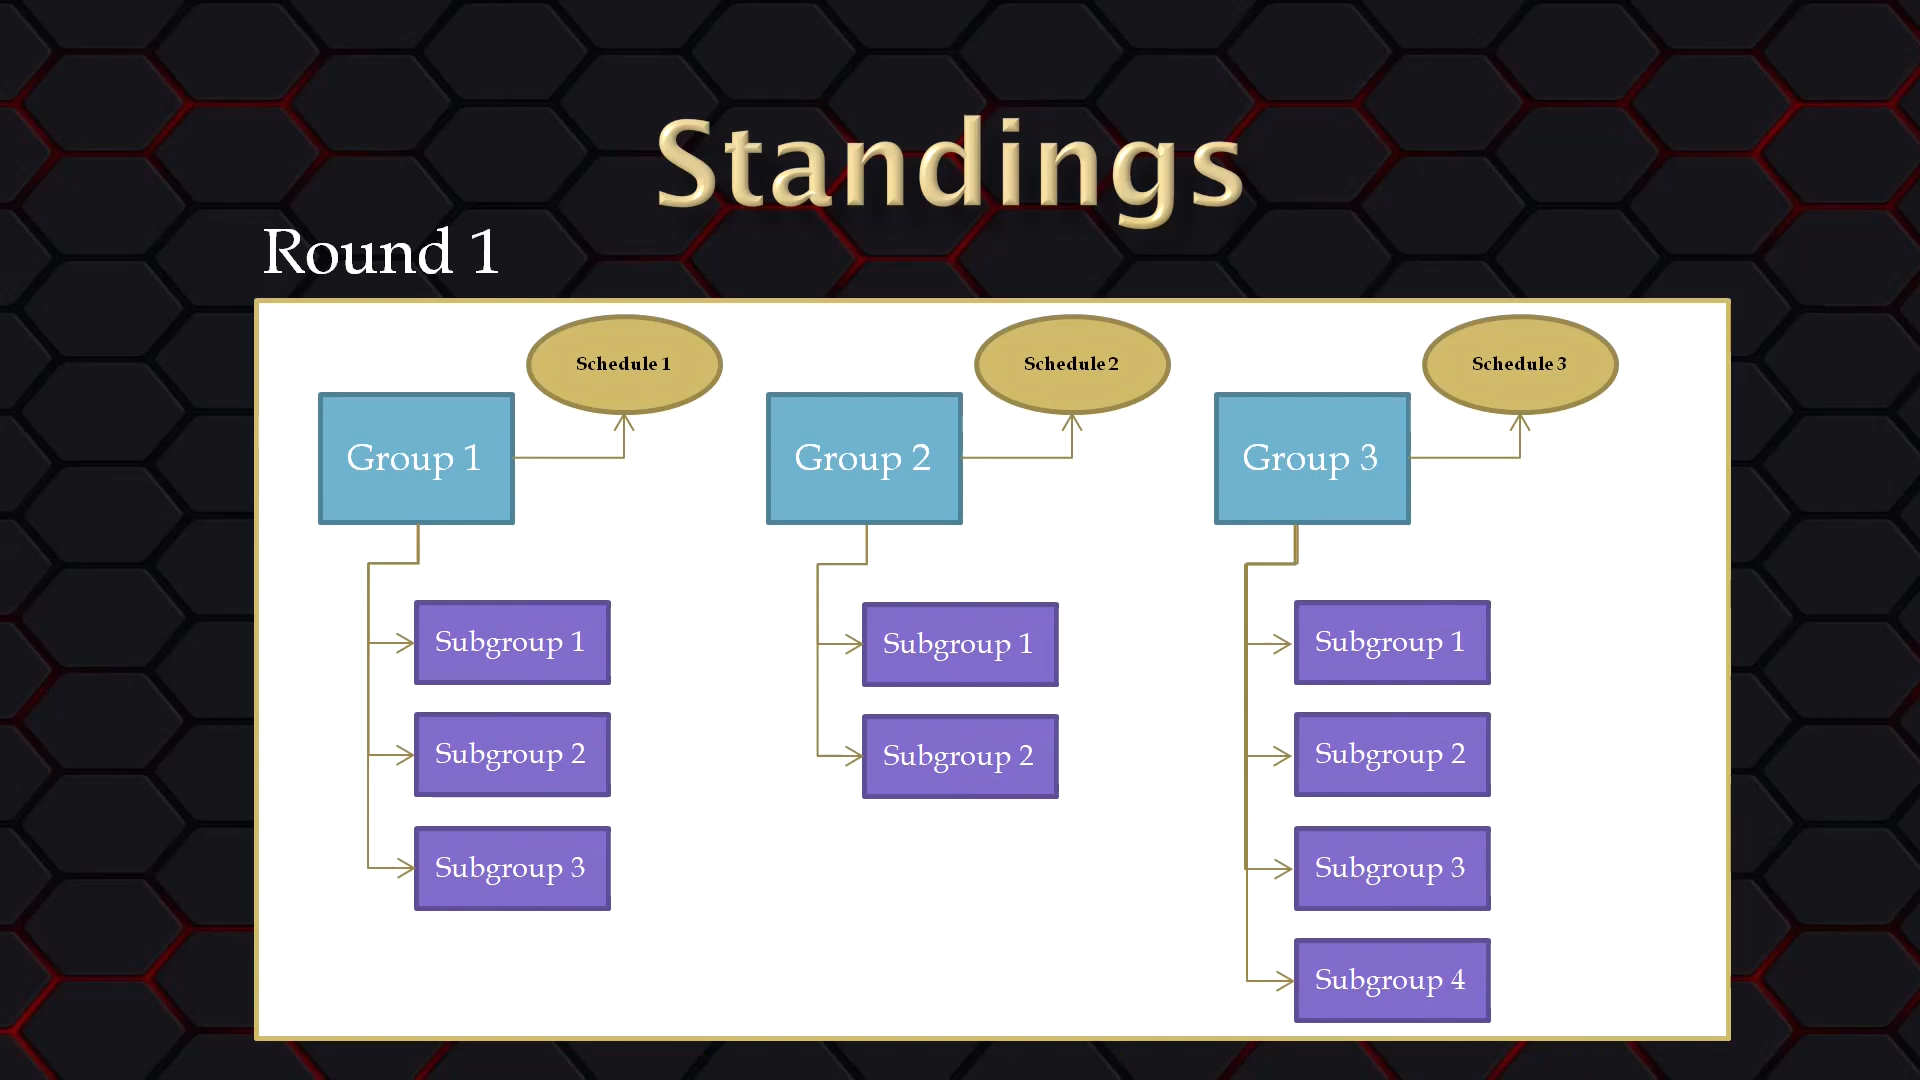 Standings
Round 1
Schedule 1
Schedule 2
Schedule 3
Group 1
Group 2
Group 3
Subgroup 1
Subgroup 2
Subgroup 3
Subgroup 1
Subgroup 2
Subgroup 1
Subgroup 2
Subgroup 3
Subgroup 4